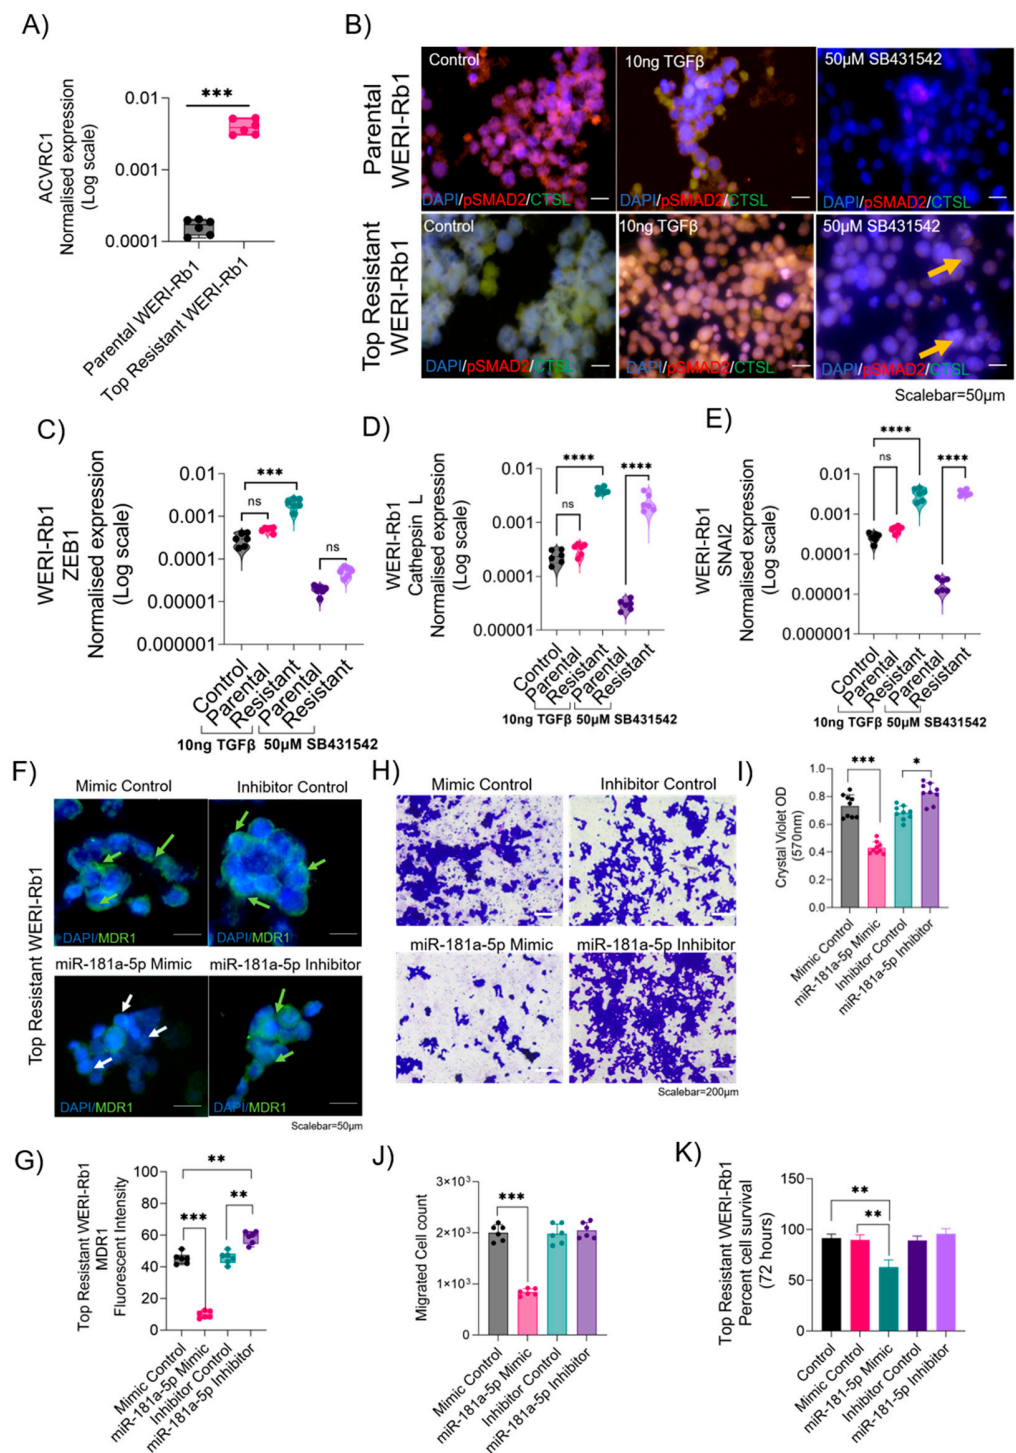 A)
ACVRC1
Normalised expression
(Log scale)
0.01
0.001
0.0001
***
Parental WERI-Rb1
Top Resistant WERI-Rb1
B)
Parental
WERI-Rb1
Control
10ng TGFβ
50µM SB431542
DAPI/pSMAD2/CTSL
DAPI/pSMAD2/CTSL
DAPI/pSMAD2/CTSL
Top Resistant
WERI-Rb1
Control
10ng TGFβ
50µM SB431542
DAPI/pSMAD2/CTSL
DAPI/pSMAD2/CTSL
DAPI/pSMAD2/CTSL
Scalebar=50µm
C)
WERI-Rb1
ZEB1
Normalised expression
(Log scale)
0.01
0.001
0.0001
0.00001
0.000001
***
ns
ns
Control
Parental
Resistant
Parental
Resistant
10ng TGFβ 50µM SB431542
D)
WERI-Rb1
Cathepsin L
Normalised expression
(Log scale)
0.01
0.001
0.0001
0.00001
****
****
ns
Control
Parental
Resistant
Parental
Resistant
10ng TGFβ 50µM SB431542
E)
WERI-Rb1
SNAI2
Normalised expression
(Log scale)
0.01
0.001
0.0001
0.00001
0.000001
****
****
ns
Control
Parental
Resistant
Parental
Resistant
10ng TGFβ 50µM SB431542
F)
Top Resistant WERI-Rb1
Mimic Control
Inhibitor Control
DAPI/MDR1
DAPI/MDR1
miR-181a-5p Mimic
miR-181a-5p Inhibitor
DAPI/MDR1
DAPI/MDR1
Scalebar=50µm
H)
Mimic Control
Inhibitor Control
miR-181a-5p Mimic
miR-181a-5p Inhibitor
Scalebar=200µm
I)
Crystal Violet OD
(570nm)
1.0
0.8
0.6
0.4
0.2
0.0
***
*
Mimic Control
miR-181a-5p Mimic
Inhibitor Control
miR-181a-5p Inhibitor
G)
Top Resistant WERI-Rb1
MDR1
Fluorescent Intensity
100
80
60
40
20
0
**
***
**
Mimic Control
miR-181a-5p Mimic
Inhibitor Control
miR-181a-5p Inhibitor
J)
Migrated Cell count
3×10³
2×10³
1×10³
0
***
Mimic Control
miR-181a-5p Mimic
Inhibitor Control
miR-181a-5p Inhibitor
K)
Top Resistant WERI-Rb1
Percent cell survival
(72 hours)
150
100
50
0
**
**
Control
Mimic Control
miR-181-5p Mimic
Inhibitor Control
miR-181-5p Inhibitor